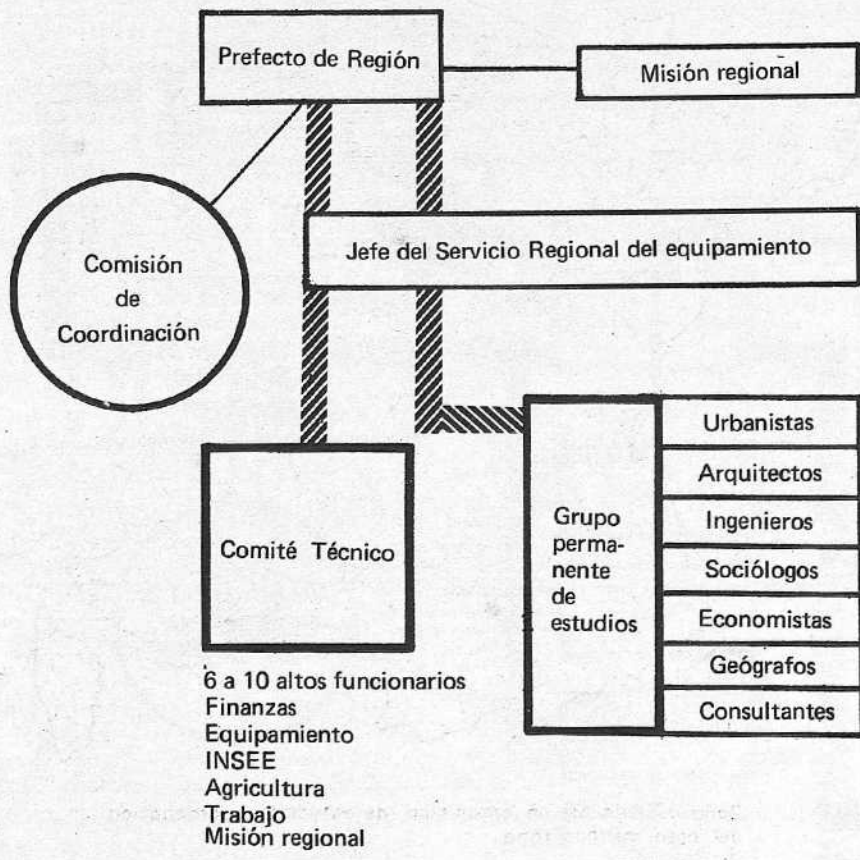 Prefecto de Región
Misión regional
Jefe del Servicio Regional del equipamiento
Comisión
de
Coordinación
Comité Técnico
6 a 10 altos funcionarios
Finanzas
Equipamiento
INSEE
Agricultura
Trabajo
Misión regional
Grupo
perma-
nente
de
estudios
Urbanistas
Arquitectos
Ingenieros
Sociólogos
Economistas
Geógrafos
Consultantes